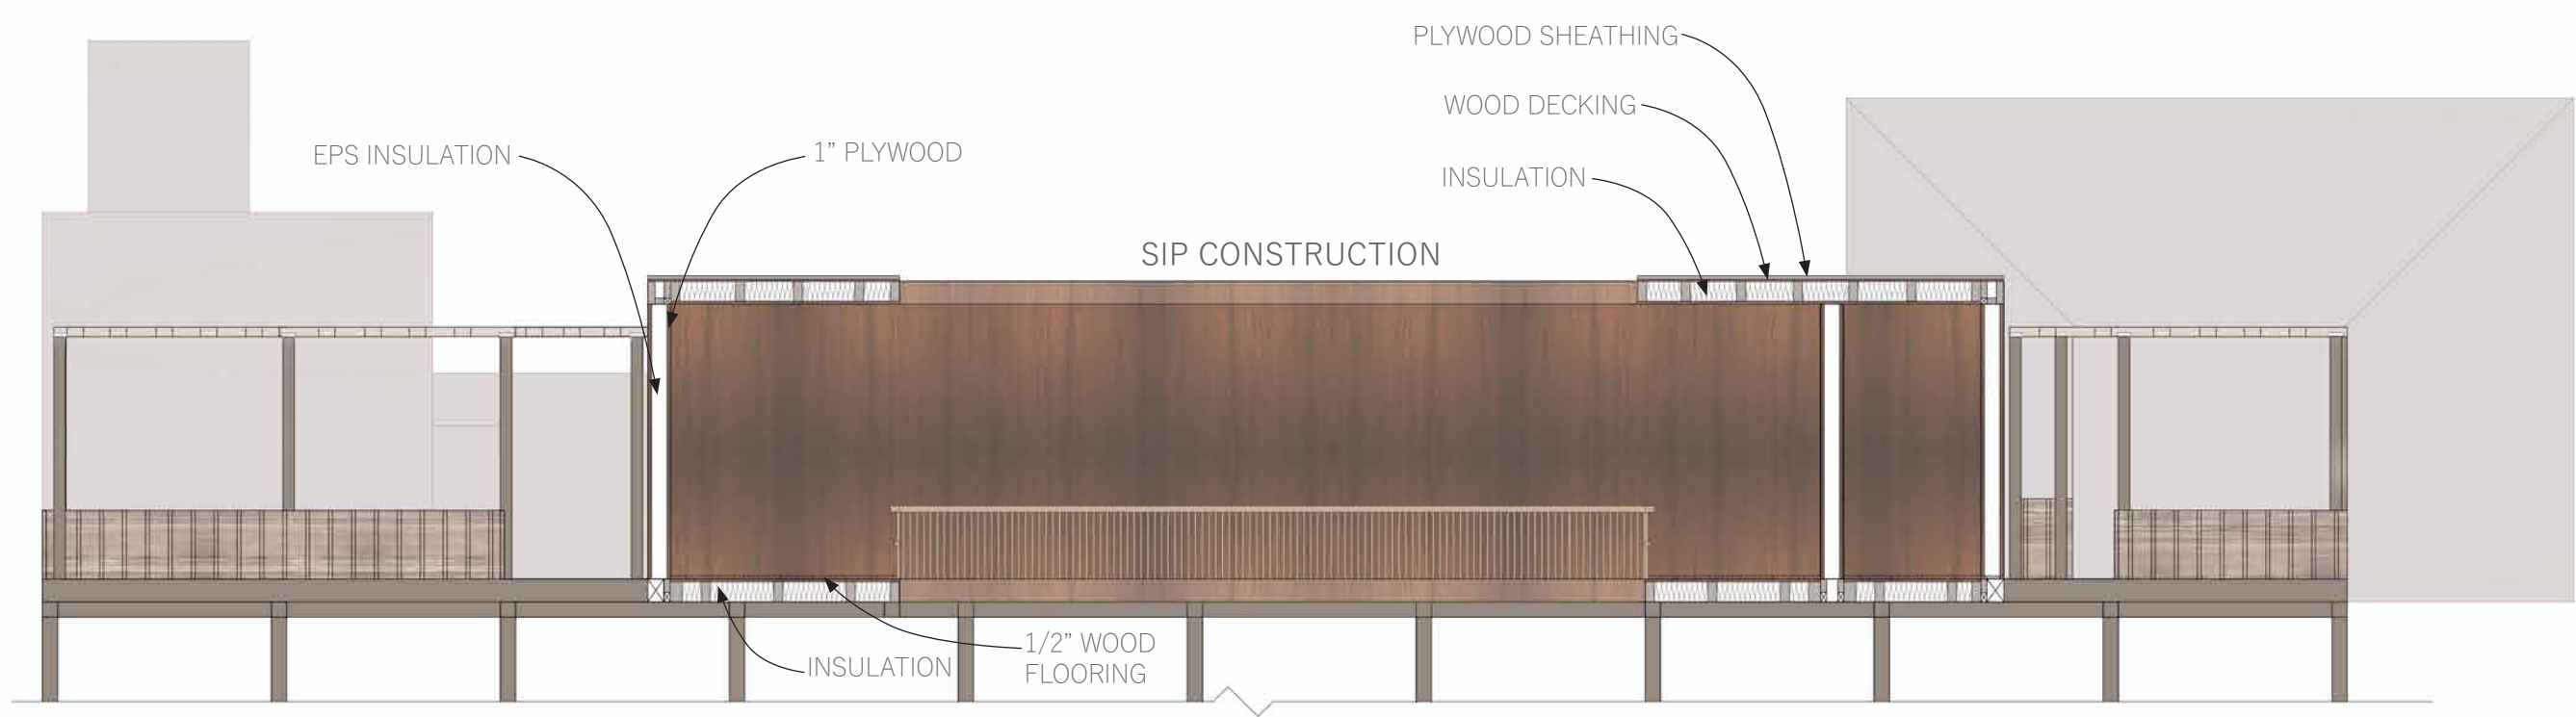 PLYWOOD SHEATHING
WOOD DECKING
EPS INSULATION
1” PLYWOOD
INSULATION
SIP CONSTRUCTION
1/2” WOOD
FLOORING
INSULATION